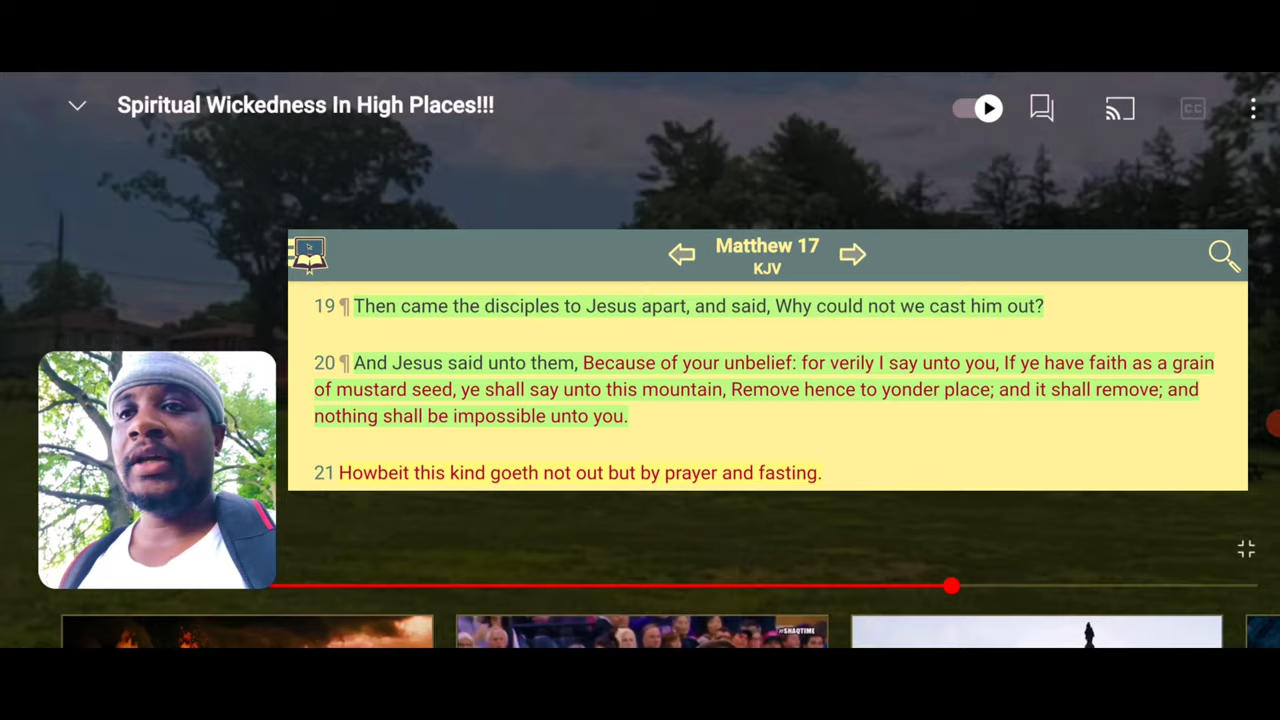 Spiritual Wickedness In High Places!!!
CC
Matthew 17
KJV
19 ¶ Then came the disciples to Jesus apart, and said, Why could not we cast him out?
20 ¶ And Jesus said unto them, Because of your unbelief: for verily I say unto you, If ye have faith as a grain
of mustard seed, ye shall say unto this mountain, Remove hence to yonder place; and it shall remove; and
nothing shall be impossible unto you.
21 Howbeit this kind goeth not out but by prayer and fasting.
#SHAQTIME